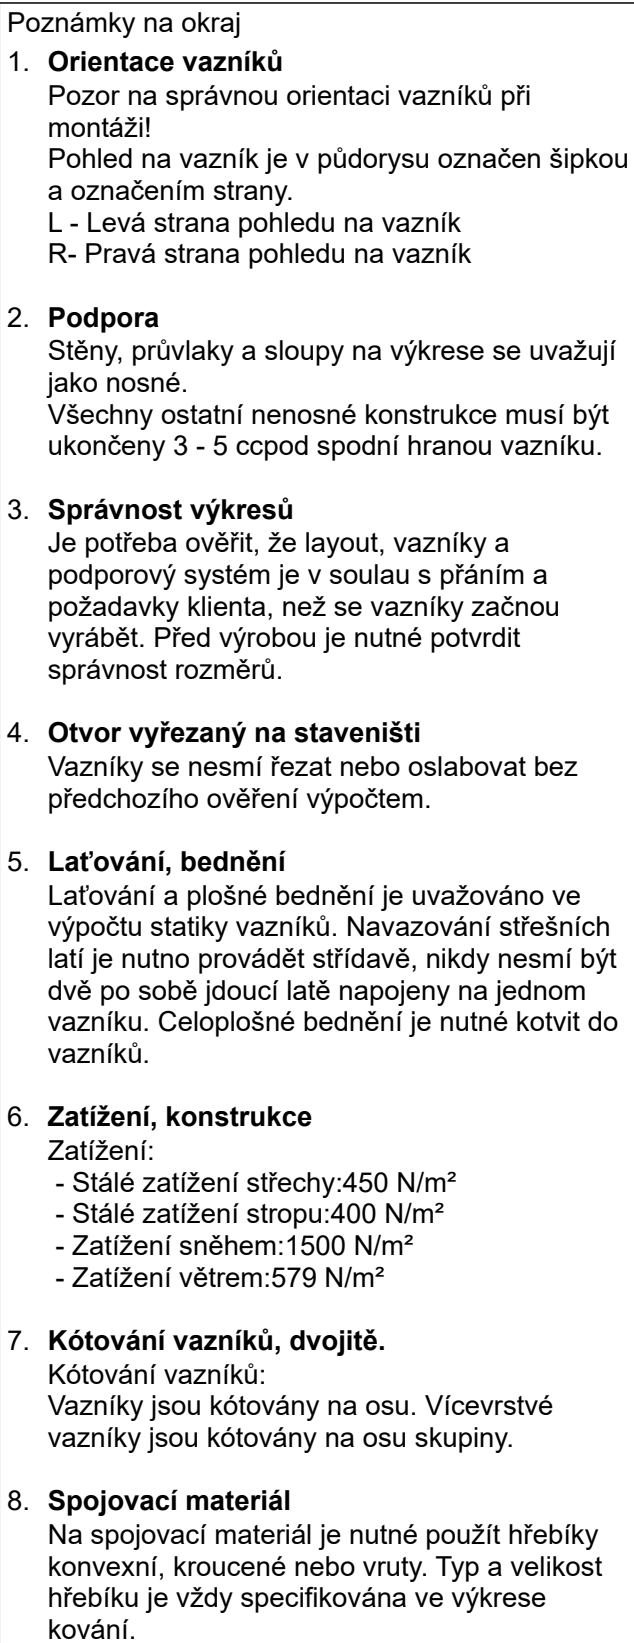 Poznámky na okraj
1. Orientace vazníků
Pozor na správnou orientaci vazníků při
montáži!
Pohled na vazník je v půdorysu označen šipkou
a označením strany.
L - Levá strana pohledu na vazník
R- Pravá strana pohledu na vazník
2. Podpora
Stěny, průvlaky a sloupy na výkrese se uvažují
jako nosné.
Všechny ostatní nenosné konstrukce musí být
ukončeny 3 - 5 ccpod spodní hranou vazníku.
3. Správnost výkresů
Je potřeba ověřit, že layout, vazníky a
podporový systém je v soulau s přáním a
požadavky klienta, než se vazníky začnou
vyrábět. Před výrobou je nutné potvrdit
správnost rozměrů.
4. Otvor vyřezaný na staveništi
Vazníky se nesmí řezat nebo oslabovat bez
předchozího ověření výpočtem.
5. Laťování, bednění
Laťování a plošné bednění je uvažováno ve
výpočtu statiky vazníků. Navazování střešních
latí je nutno provádět střídavě, nikdy nesmí být
dvě po sobě jdoucí latě napojeny na jednom
vazníku. Celoplošné bednění je nutné kotvit do
vazníků.
6. Zatížení, konstrukce
Zatížení:
- Stálé zatížení střechy:450 N/m²
- Stálé zatížení stropu:400 N/m²
- Zatížení sněhem:1500 N/m²
- Zatížení větrem:579 N/m²
7. Kótování vazníků, dvojitě.
Kótování vazníků:
Vazníky jsou kótovány na osu. Vícevrstvé
vazníky jsou kótovány na osu skupiny.
8. Spojovací materiál
Na spojovací materiál je nutné použít hřebíky
konvexní, kroucené nebo vruty. Typ a velikost
hřebíku je vždy specifikována ve výkrese
kování.